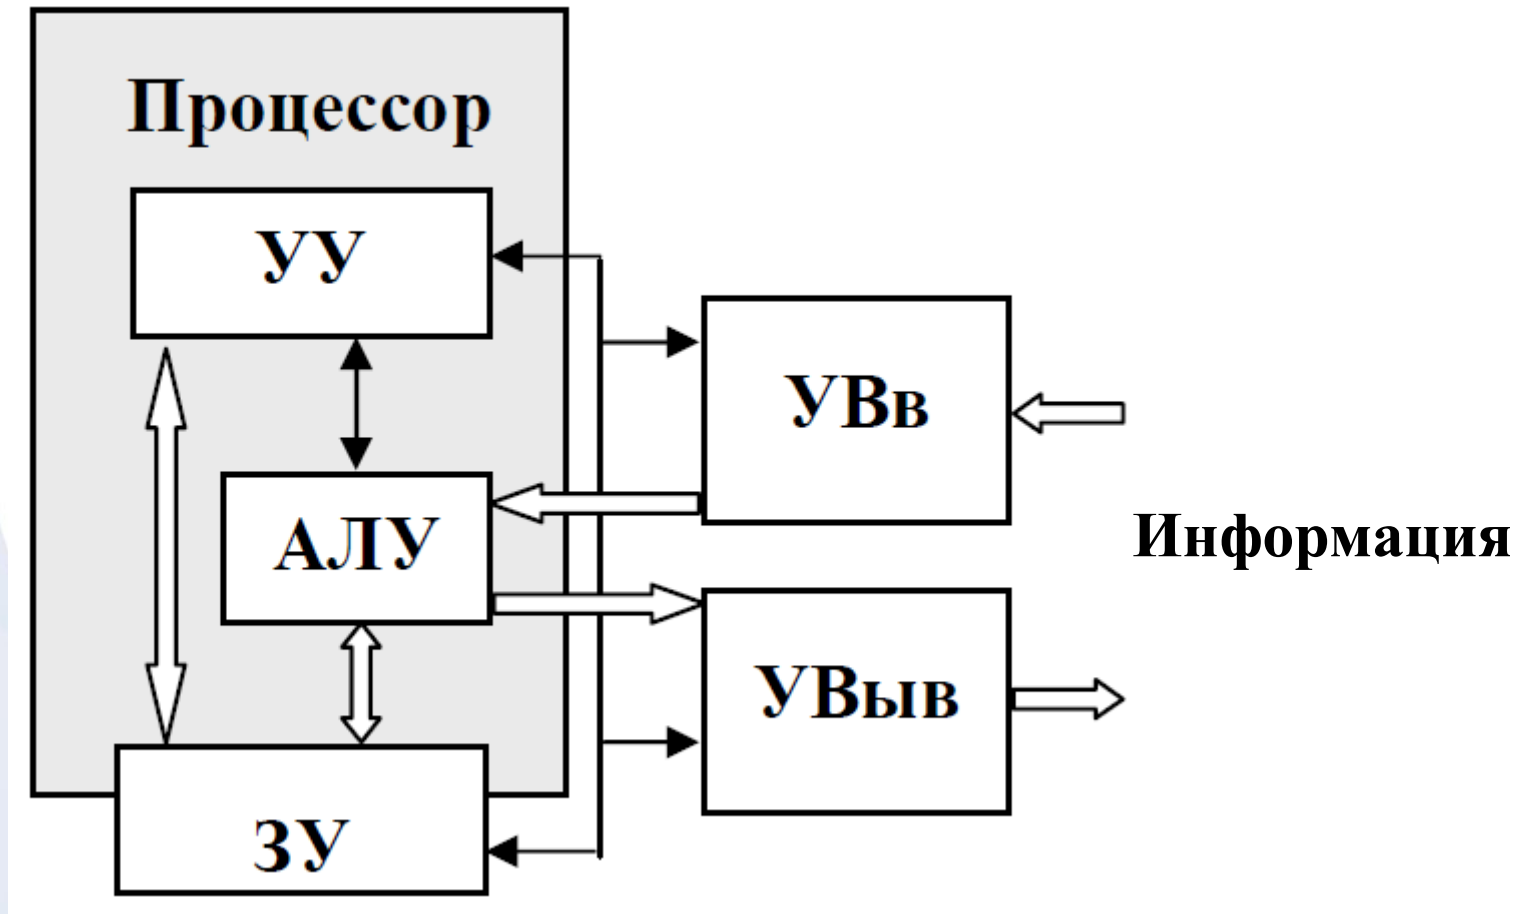 Процессор
УУ
УВв
АЛУ
Информация
УВыв
ЗУ